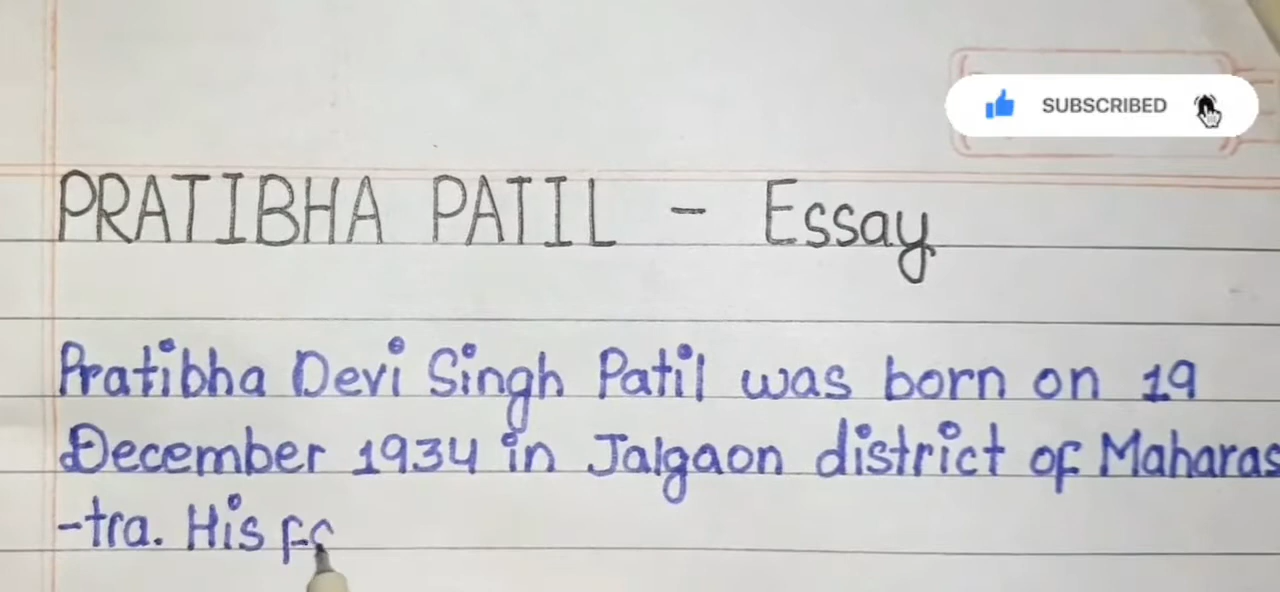 SUBSCRIBED
PRATIBHA PATIL - Essay
Pratibha Devi Singh Patil was born on 19
December 1934 in Jalgaon district of Maharas
-tra. His